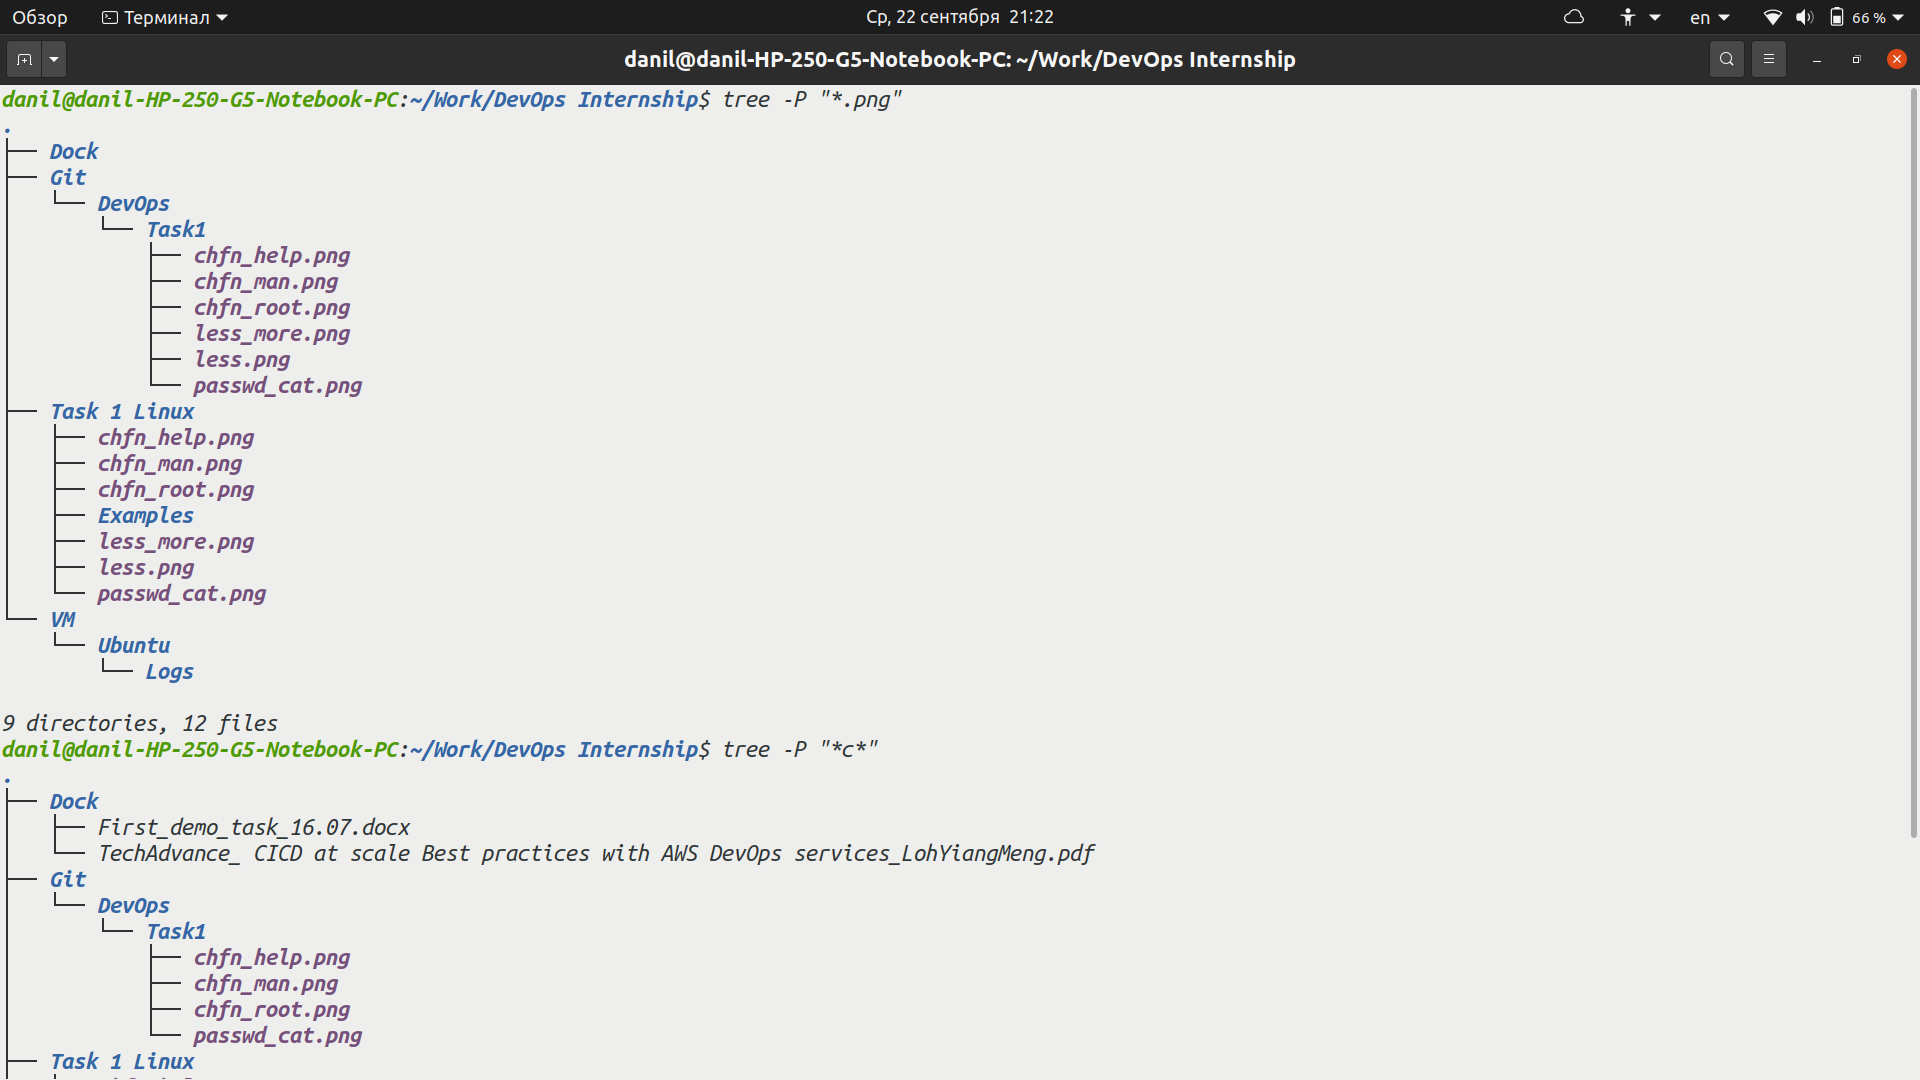 Обзор Терминал Ср, 22 сентября 21:22 en 66 %
danil@danil-HP-250-G5-Notebook-PC: ~/Work/DevOps Internship
danil@danil-HP-250-G5-Notebook-PC:~/Work/DevOps Internship$ tree -P "*.png"
.
├── Dock
├── Git
│   └── DevOps
│       └── Task1
│           ├── chfn_help.png
│           ├── chfn_man.png
│           ├── chfn_root.png
│           ├── less_more.png
│           ├── less.png
│           └── passwd_cat.png
├── Task 1 Linux
│   ├── chfn_help.png
│   ├── chfn_man.png
│   ├── chfn_root.png
│   ├── Examples
│   ├── less_more.png
│   ├── less.png
│   └── passwd_cat.png
└── VM
    └── Ubuntu
        └── Logs
9 directories, 12 files
danil@danil-HP-250-G5-Notebook-PC:~/Work/DevOps Internship$ tree -P "*c*"
.
├── Dock
│   ├── First_demo_task_16.07.docx
│   └── TechAdvance_ CICD at scale Best practices with AWS DevOps services_LohYiangMeng.pdf
├── Git
│   └── DevOps
│       └── Task1
│           ├── chfn_help.png
│           ├── chfn_man.png
│           ├── chfn_root.png
│           └── passwd_cat.png
├── Task 1 Linux